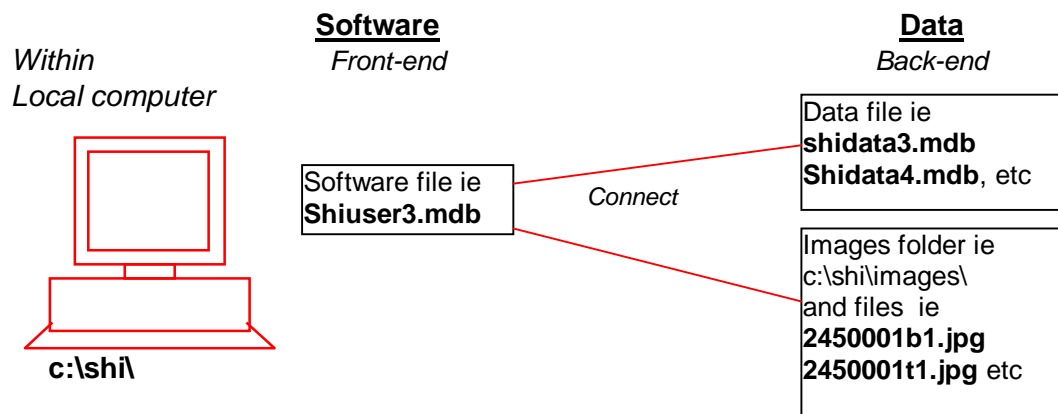 Software
Front-end
Data
Back-end
Within
Local computer
c:\shi\
Software file ie
Shiuser3.mdb
Connect
Data file ie
shidata3.mdb
Shidata4.mdb, etc
Images folder ie
c:\shi\images\
and files ie
2450001b1.jpg
2450001t1.jpg etc